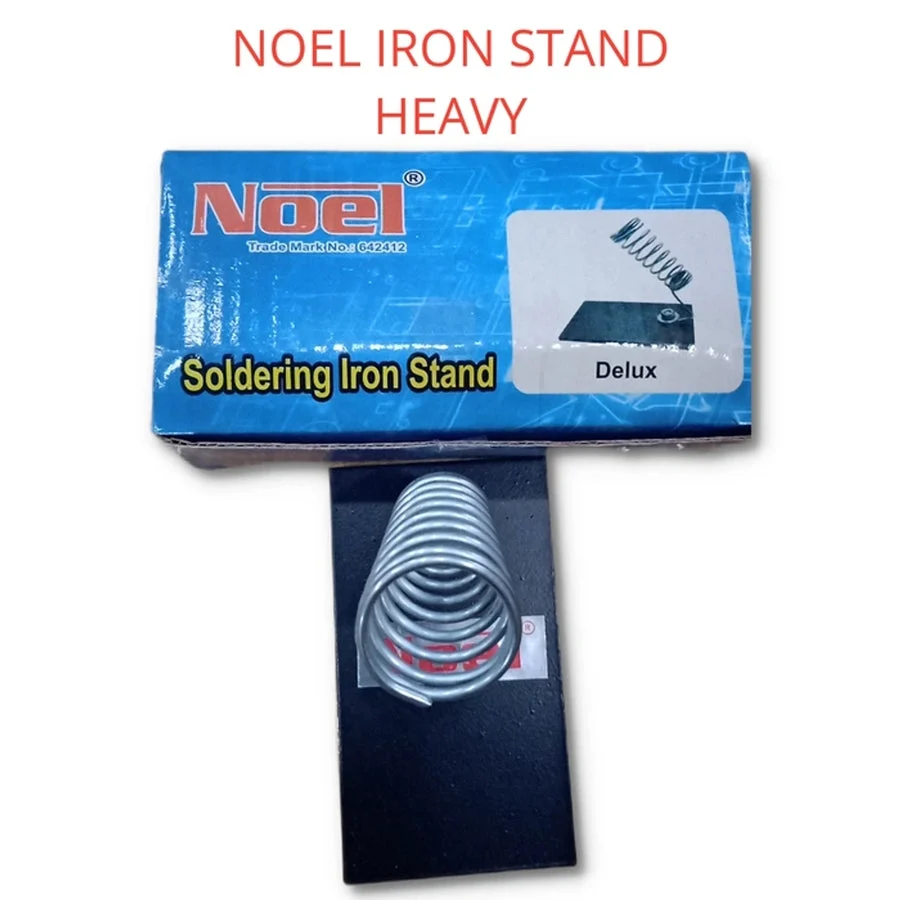 NOEL IRON STAND
HEAVY
Noel®
Trade Mark No.: 642412
Soldering Iron Stand
Delux
®